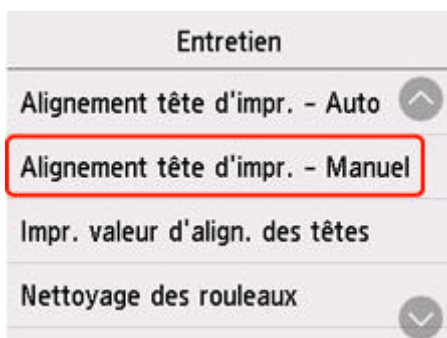 Entretien
Alignement tête d'impr. – Auto
Alignement tête d'impr. – Manuel
Impr. valeur d'align. des têtes
Nettoyage des rouleaux